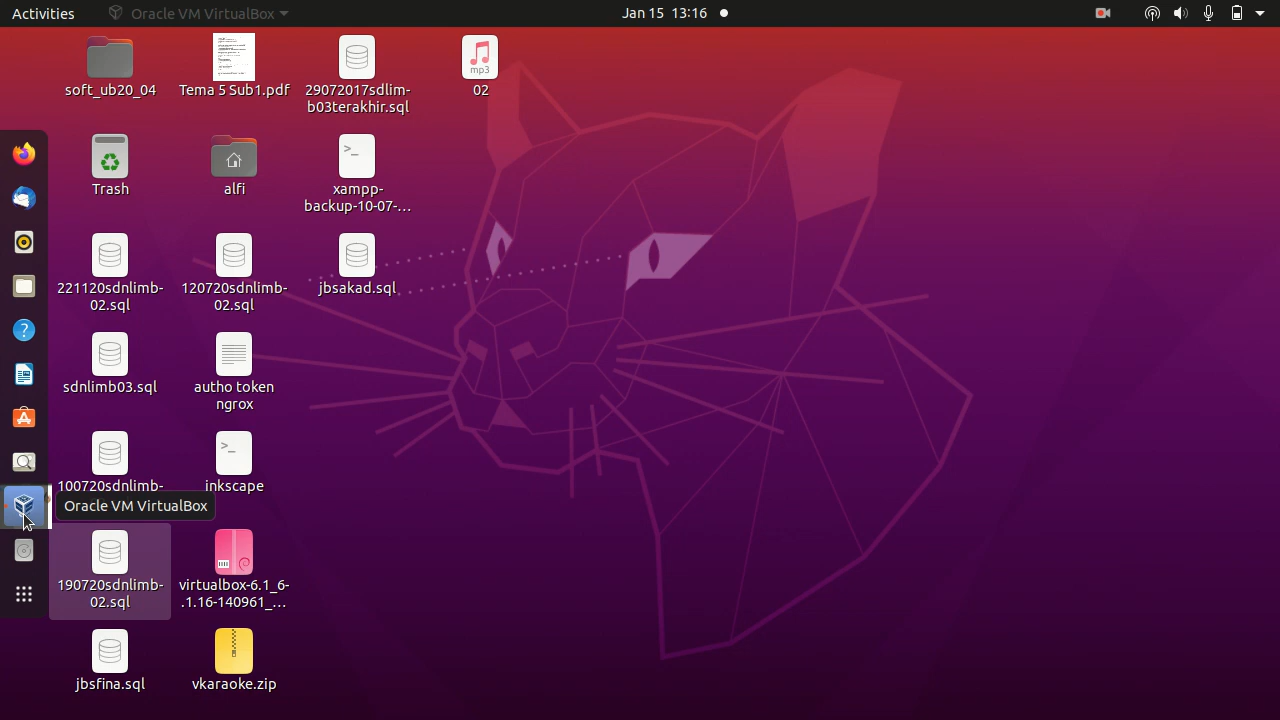 Activities
Oracle VM VirtualBox
Jan 15 13:16
soft_ub20_04
Tema 5 Sub1.pdf
29072017sdlim-
b03terakhir.sql
mp3
02
Trash
alfi
>_
xampp-
backup-10-07-…
221120sdnlimb-
02.sql
120720sdnlimb-
02.sql
jbsakad.sql
sdnlimb03.sql
autho token
ngrox
100720sdnlimb-
>_
inkscape
Oracle VM VirtualBox
190720sdnlimb-
02.sql
virtualbox-6.1_6-
.1.16-140961_…
jbsfina.sql
vkaraoke.zip